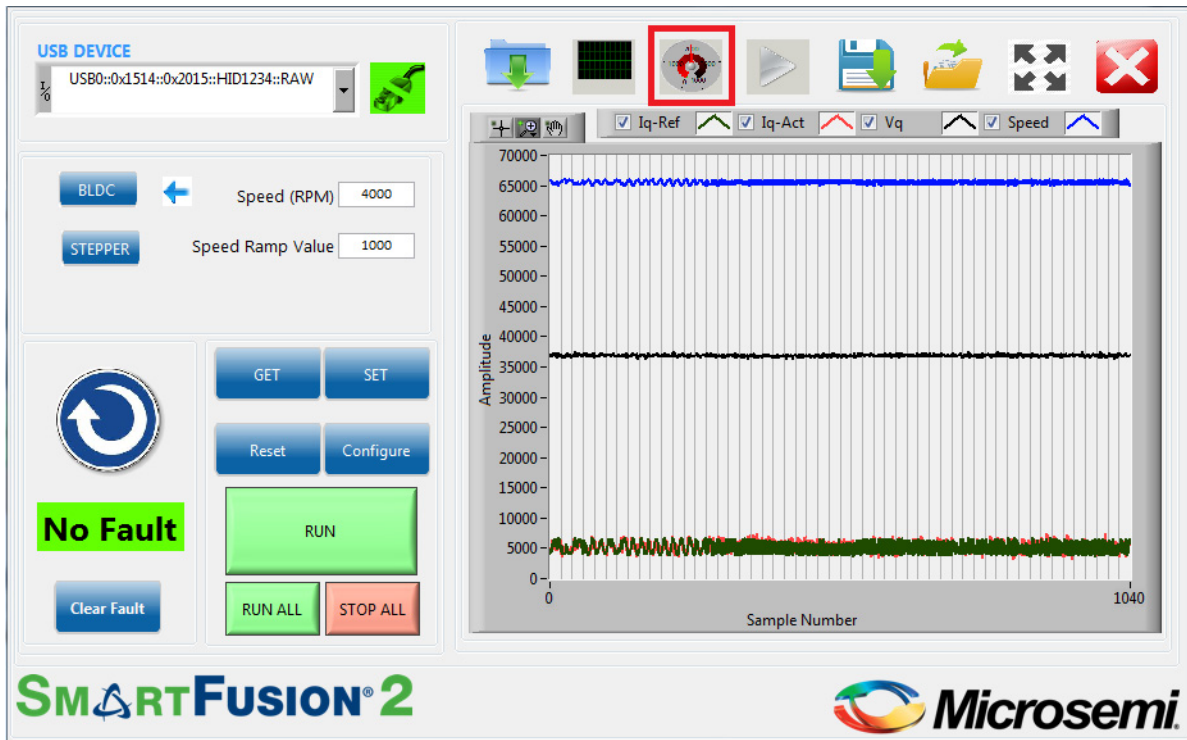 USB DEVICE
I/O
USB0::0x1514::0x2015::HID1234::RAW
BLDC
Speed (RPM) 4000
STEPPER
Speed Ramp Value 1000
GET SET
Reset Configure
No Fault
RUN
Clear Fault
RUN ALL STOP ALL
Iq-Ref Iq-Act Vq Speed
70000
65000
60000
55000
50000
45000
40000
35000
30000
25000
20000
15000
10000
5000
0
Amplitude
0 1040
Sample Number
SMARTFUSION® 2
Microsemi.